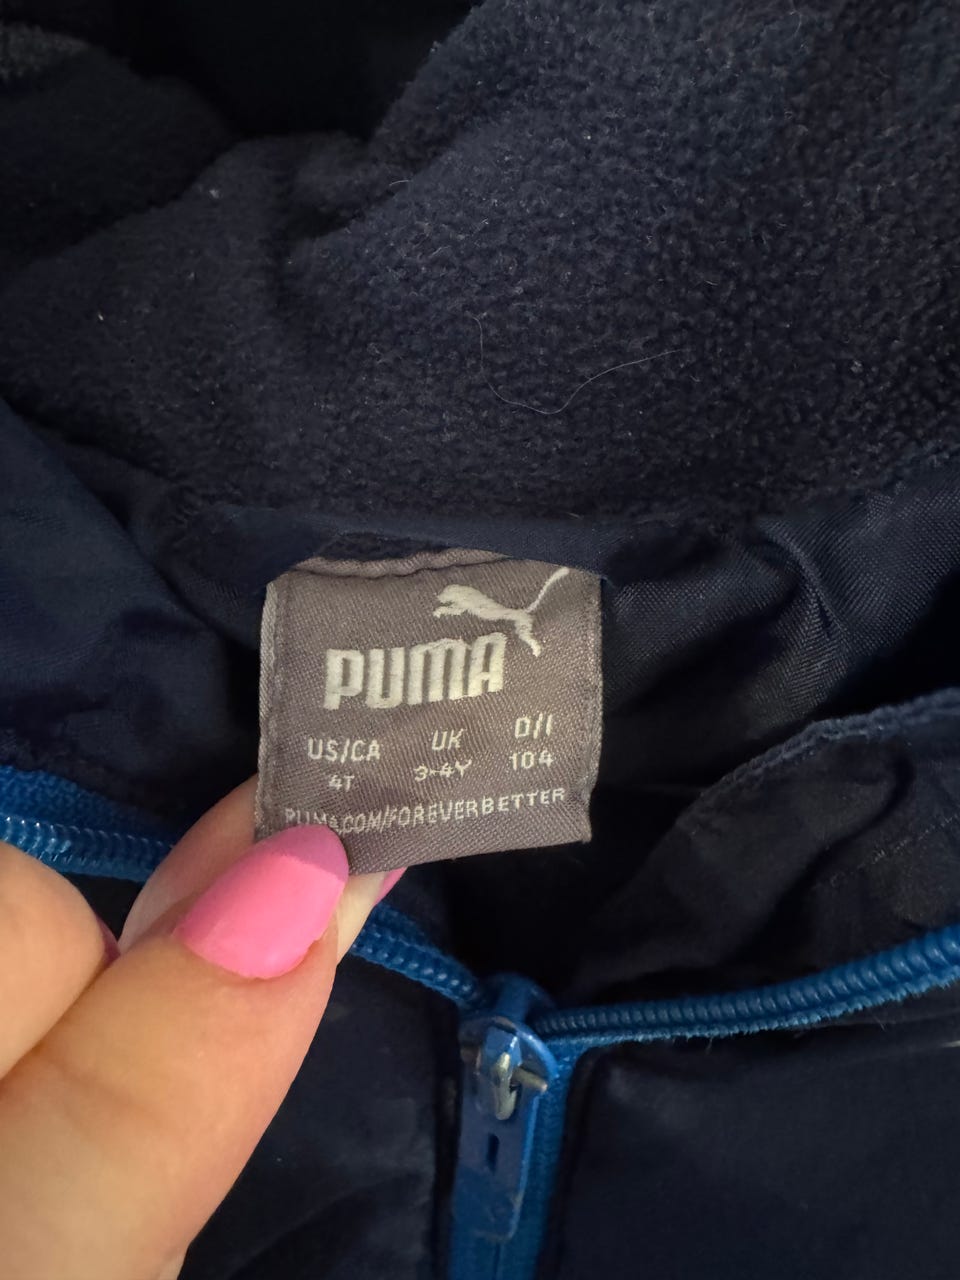 PUMA
US/CA UK D/I
4T 3-4Y 104
PUMA.COM/FOREVERBETTER